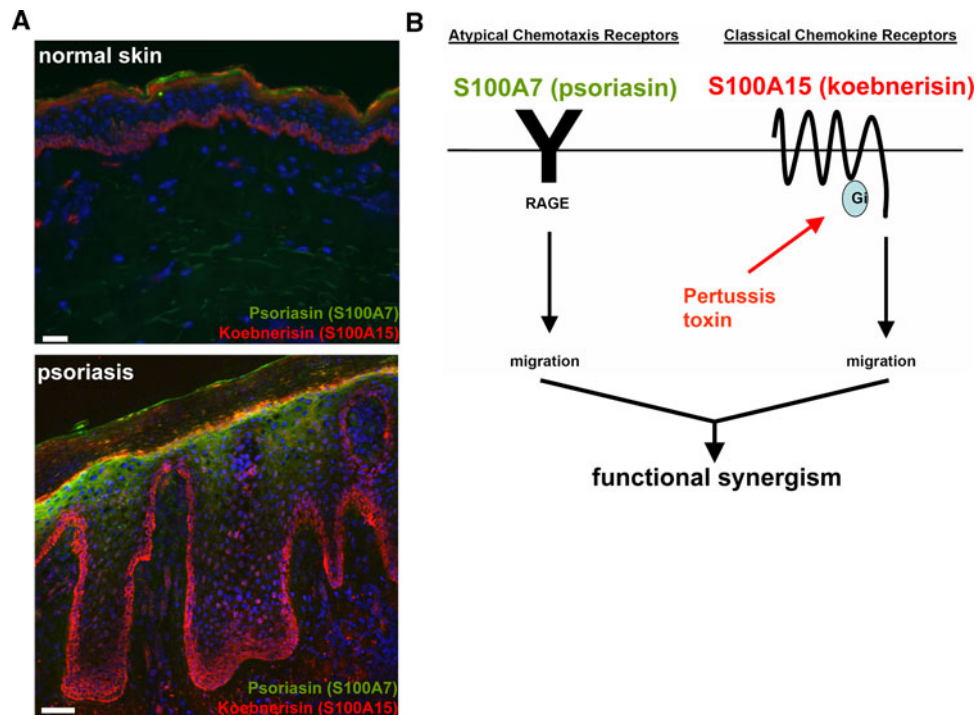 A
normal skin
Psoriasin (S100A7)
Koebnerisin (S100A15)
psoriasis
Psoriasin (S100A7)
Koebnerisin (S100A15)
B
Atypical Chemotaxis Receptors
Classical Chemokine Receptors
S100A7 (psoriasin)
S100A15 (koebnerisin)
RAGE
Gi
Pertussis
toxin
migration
migration
functional synergism